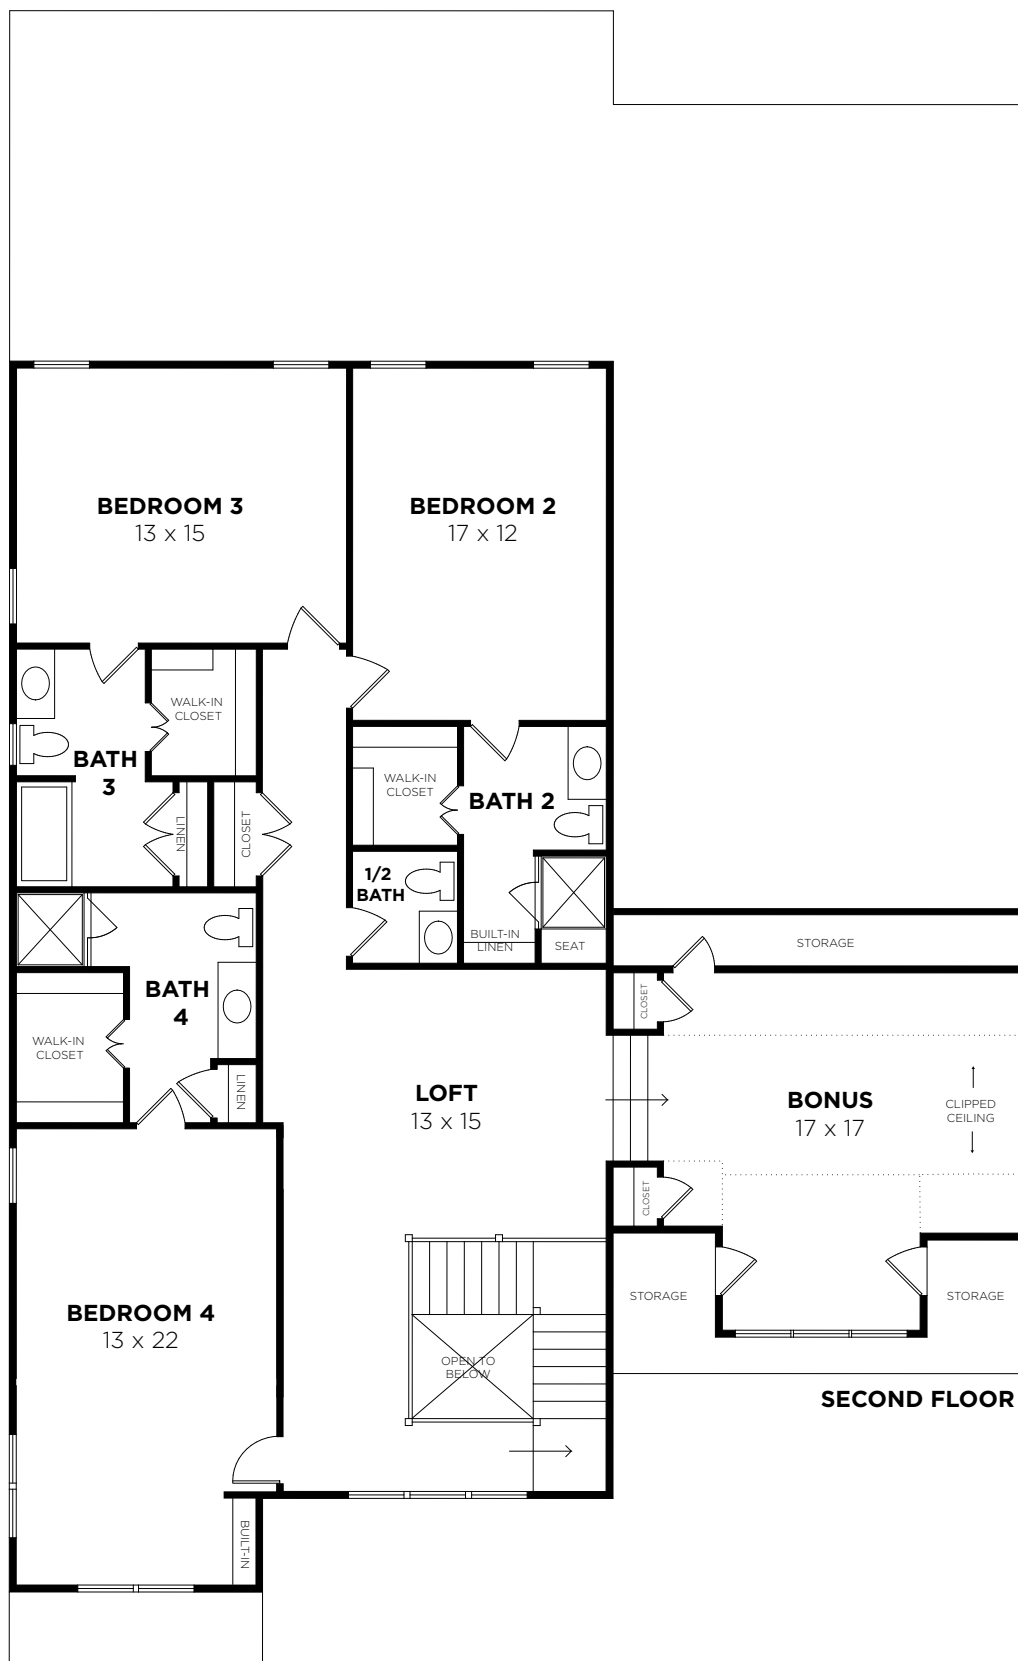 BEDROOM 3
13 x 15
BEDROOM 2
17 x 12
WALK-IN
CLOSET
BATH
3
LINEN
CLOSET
WALK-IN
CLOSET
BATH 2
1/2
BATH
BUILT-IN
LINEN
SEAT
STORAGE
BATH
4
WALK-IN
CLOSET
LINEN
LOFT
13 x 15
CLOSET
BONUS
17 x 17
CLIPPED
CEILING
CLOSET
STORAGE
STORAGE
BEDROOM 4
13 x 22
OPEN TO
BELOW
SECOND FLOOR
BUILT-IN